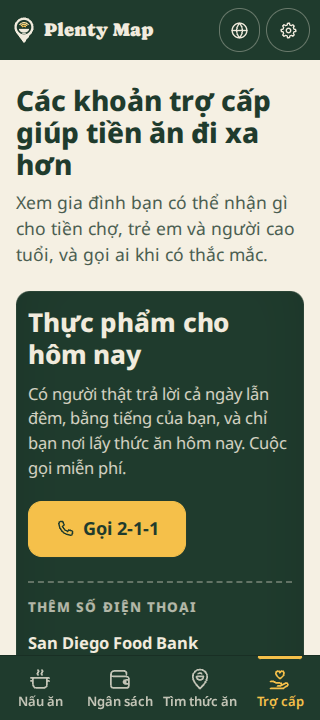 Plenty Map
Các khoản trợ cấp
giúp tiền ăn đi xa
hơn
Xem gia đình bạn có thể nhận gì
cho tiền chợ, trẻ em và người cao
tuổi, và gọi ai khi có thắc mắc.
Thực phẩm cho
hôm nay
Có người thật trả lời cả ngày lẫn
đêm, bằng tiếng của bạn, và chỉ
bạn nơi lấy thức ăn hôm nay. Cuộc
gọi miễn phí.
Gọi 2-1-1
THÊM SỐ ĐIỆN THOẠI
San Diego Food Bank
Nấu ăn
Ngân sách
Tìm thức ăn
Trợ cấp